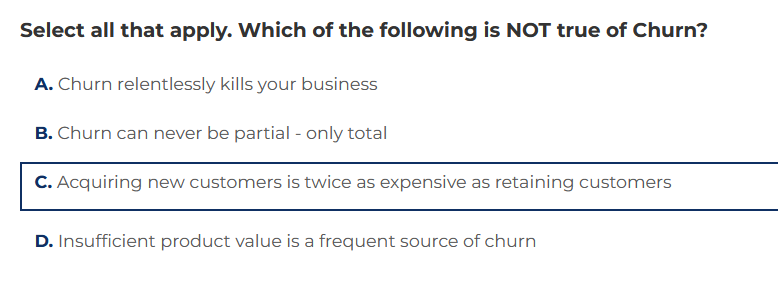 Select all that apply. Which of the following is NOT true of Churn?
A. Churn relentlessly kills your business
B. Churn can never be partial - only total
C. Acquiring new customers is twice as expensive as retaining customers
D. Insufficient product value is a frequent source of churn